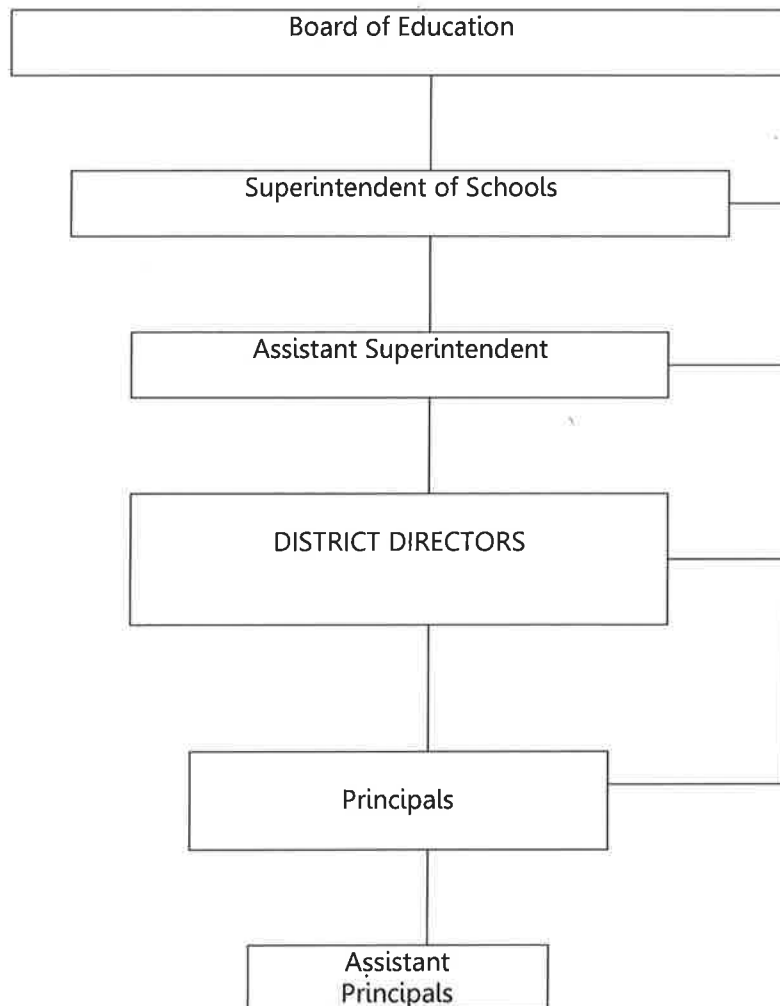 Board of Education
Superintendent of Schools
Assistant Superintendent
DISTRICT DIRECTORS
Principals
Assistant
Principals